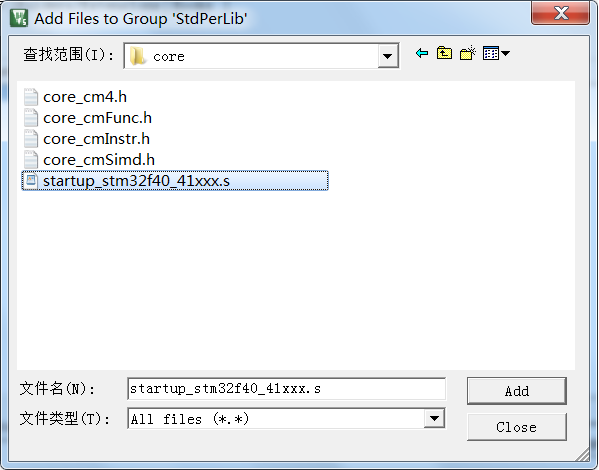 Add Files to Group 'StdPerLib'
查找范围(I): core
core_cm4.h
core_cmFunc.h
core_cmInstr.h
core_cmSimd.h
startup_stm32f40_41xxx.s
文件名(N): startup_stm32f40_41xxx.s Add
文件类型(T): All files (*.*) Close